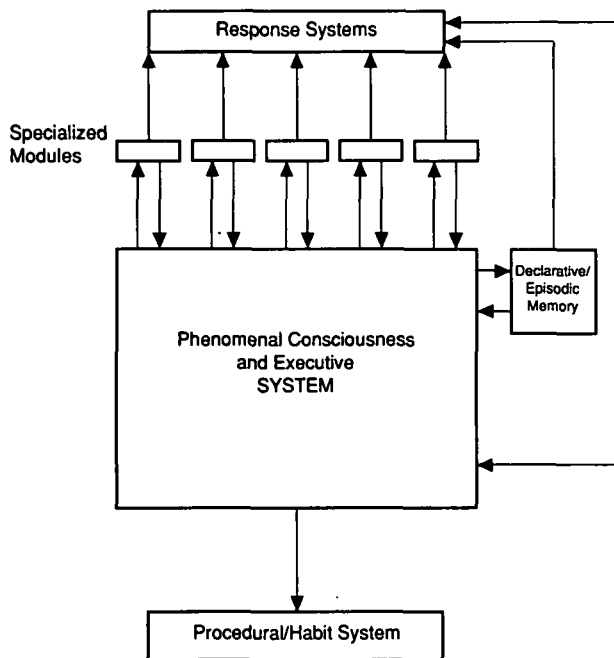 Response Systems
Specialized
Modules
Declarative/
Episodic
Memory
Phenomenal Consciousness
and Executive
SYSTEM
Procedural/Habit System